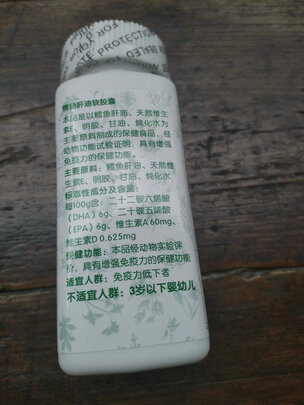 FOR YOUR
PROTECTION
SEALED
鳕鱼肝油软胶囊
本品是以鳕鱼肝油、天然维生
素E、明胶、甘油、纯化水为
主要原料制成的保健食品,经
动物功能试验证明,具有增强
免疫力的保健功能。
主要原料:鳕鱼肝油、天然维
生素E、明胶、甘油、纯化水
标志性成分及含量:
每100g含:二十二碳六烯酸
(DHA)6g、二十碳五烯酸
(EPA)6g、维生素A 60mg、
维生素D 0.625mg
保健功能:本品经动物实验评
价,具有增强免疫力的保健功能
适宜人群:免疫力低下者
不适宜人群:3岁以下婴幼儿